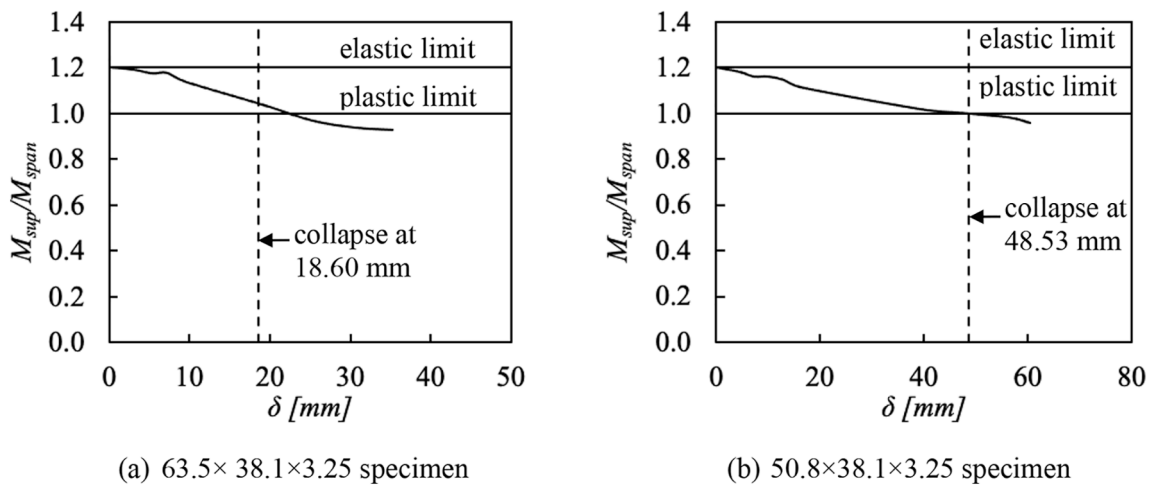 1.4
1.2
1.0
0.8
0.6
0.4
0.2
0.0
M_sup/M_span
elastic limit
plastic limit
collapse at
18.60 mm
0 10 20 30 40 50
δ [mm]
(a) 63.5× 38.1×3.25 specimen
1.4
1.2
1.0
0.8
0.6
0.4
0.2
0.0
M_sup/M_span
elastic limit
plastic limit
collapse at
48.53 mm
0 20 40 60 80
δ [mm]
(b) 50.8×38.1×3.25 specimen